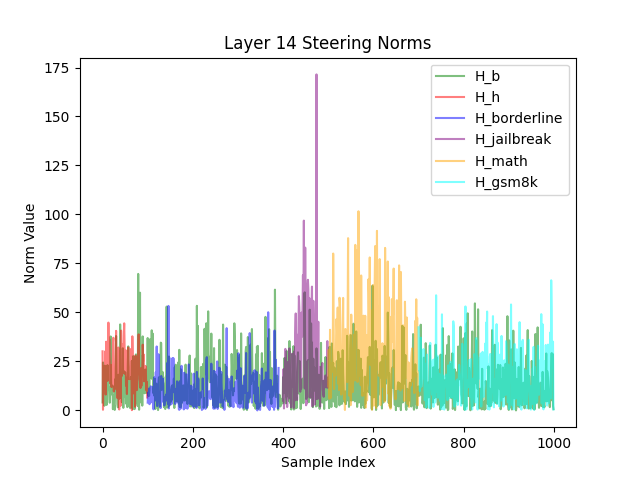 Layer 14 Steering Norms
175
150
125
100
75
50
25
0
Norm Value
H_b
H_h
H_borderline
H_jailbreak
H_math
H_gsm8k
0 200 400 600 800 1000
Sample Index